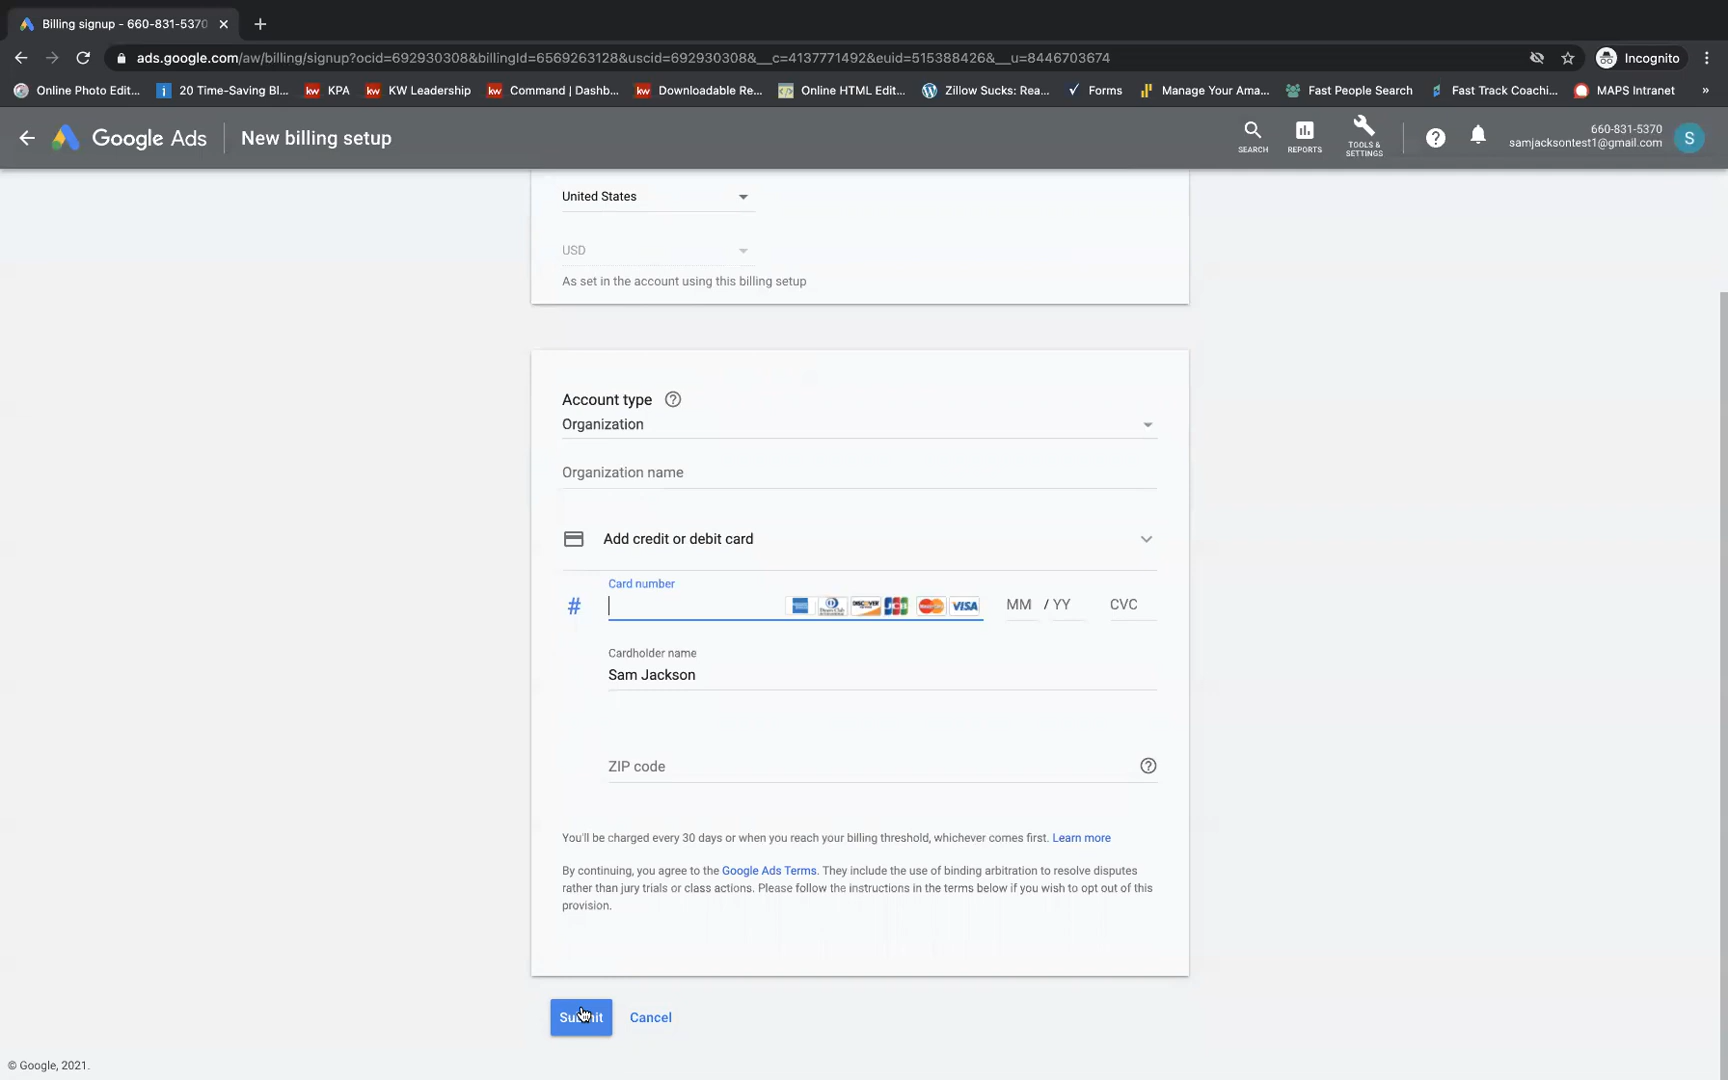 Billing signup - 660-831-5370
ads.google.com/aw/billing/signup?ocid=692930308&billingId=6569263128&uscid=692930308&__c=4137771492&euid=515388426&__u=8446703674
Incognito
Online Photo Edit...
20 Time-Saving Bl...
KPA
KW Leadership
Command | Dashb...
Downloadable Re...
Online HTML Edit...
Zillow Sucks: Rea...
Forms
Manage Your Ama...
Fast People Search
Fast Track Coachi...
MAPS Intranet
»
Google Ads
New billing setup
SEARCH
REPORTS
TOOLS &
SETTINGS
660-831-5370
samjacksontest1@gmail.com
S
United States
USD
As set in the account using this billing setup
Account type
Organization
Organization name
Add credit or debit card
Card number
# MM / YY CVC
Cardholder name
Sam Jackson
ZIP code
You'll be charged every 30 days or when you reach your billing threshold, whichever comes first. Learn more
By continuing, you agree to the Google Ads Terms. They include the use of binding arbitration to resolve disputes
rather than jury trials or class actions. Please follow the instructions in the terms below if you wish to opt out of this
provision.
Submit
Cancel
© Google, 2021.